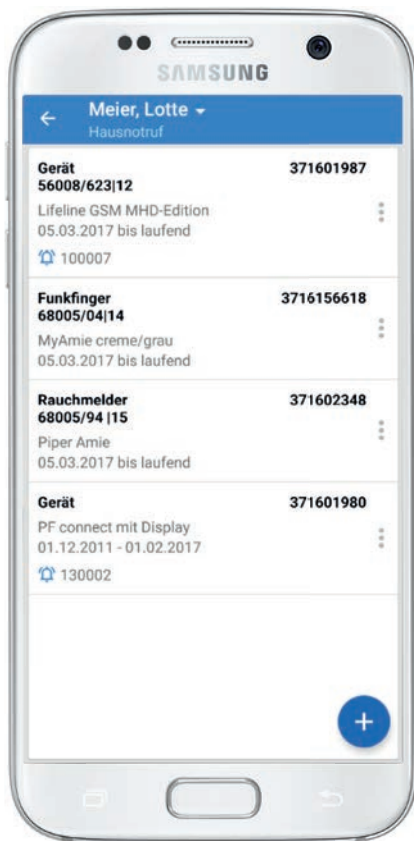 SAMSUNG
Meier, Lotte
Hausnotruf
Gerät 371601987
56008/623|12
Lifeline GSM MHD-Edition
05.03.2017 bis laufend
100007
Funkfinger 3716156618
68005/04|14
MyAmie creme/grau
05.03.2017 bis laufend
Rauchmelder 371602348
68005/94 |15
Piper Amie
05.03.2017 bis laufend
Gerät 371601980
PF connect mit Display
01.12.2011 - 01.02.2017
130002